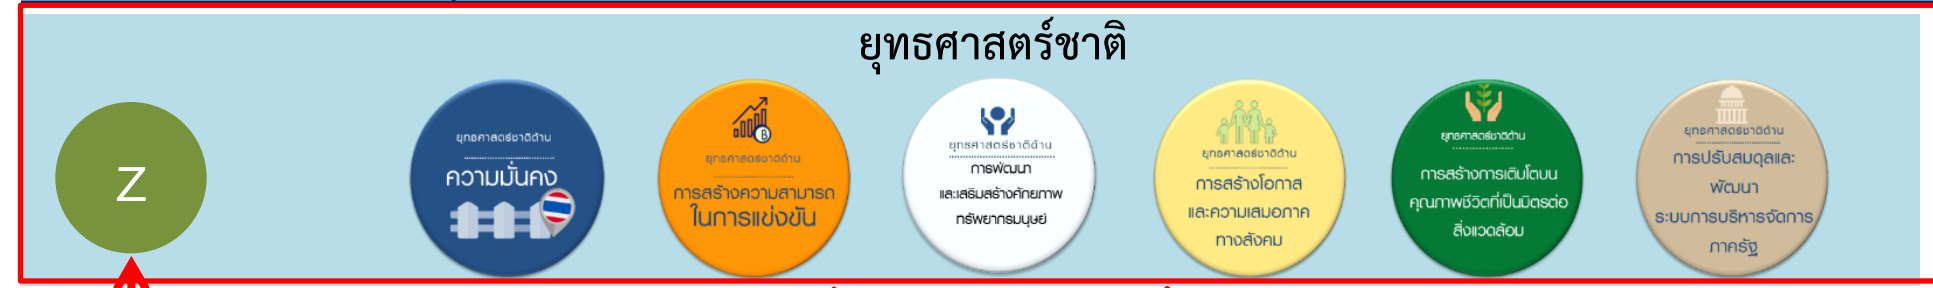 ยุทธศาสตร์ชาติ
Z
ยุทธศาสตร์ชาติด้าน
ความมั่นคง
B
ยุทธศาสตร์ชาติด้าน
การสร้างความสามารถ
ในการแข่งขัน
ยุทธศาสตร์ชาติด้าน
การพัฒนา
และเสริมสร้างศักยภาพ
ทรัพยากรมนุษย์
ยุทธศาสตร์ชาติด้าน
การสร้างโอกาส
และความเสมอภาค
ทางสังคม
ยุทธศาสตร์ชาติด้าน
การสร้างการเติบโตบน
คุณภาพชีวิตที่เป็นมิตรต่อ
สิ่งแวดล้อม
ยุทธศาสตร์ชาติด้าน
การปรับสมดุลและ
พัฒนา
ระบบการบริหารจัดการ
ภาครัฐ